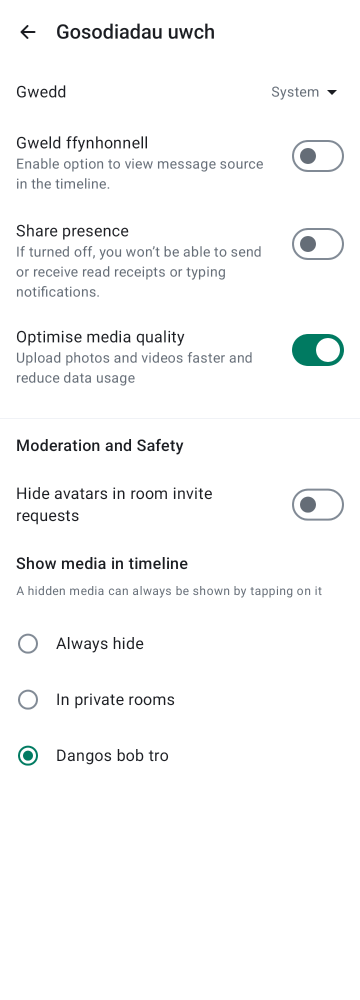 Gosodiadau uwch
Gwedd
System
Gweld ffynhonnell
Enable option to view message source
in the timeline.
Share presence
If turned off, you won't be able to send
or receive read receipts or typing
notifications.
Optimise media quality
Upload photos and videos faster and
reduce data usage
Moderation and Safety
Hide avatars in room invite
requests
Show media in timeline
A hidden media can always be shown by tapping on it
Always hide
In private rooms
Dangos bob tro